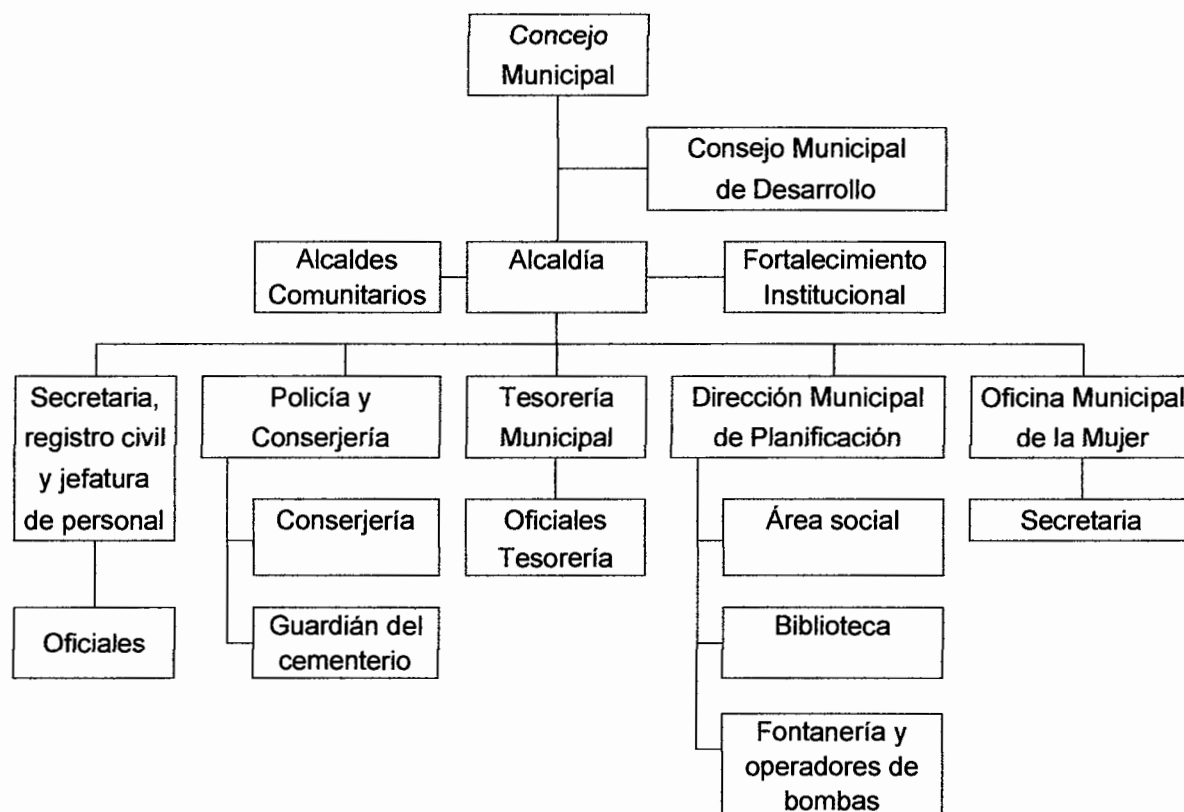 Concejo
Municipal
Consejo Municipal
de Desarrollo
Alcaldes
Comunitarios
Alcaldía
Fortalecimiento
Institucional
Secretaria,
registro civil
y jefatura
de personal
Policía y
Conserjería
Tesorería
Municipal
Dirección Municipal
de Planificación
Oficina Municipal
de la Mujer
Conserjería
Oficiales
Tesorería
Área social
Secretaria
Oficiales
Guardián del
cementerio
Biblioteca
Fontanería y
operadores de
bombas